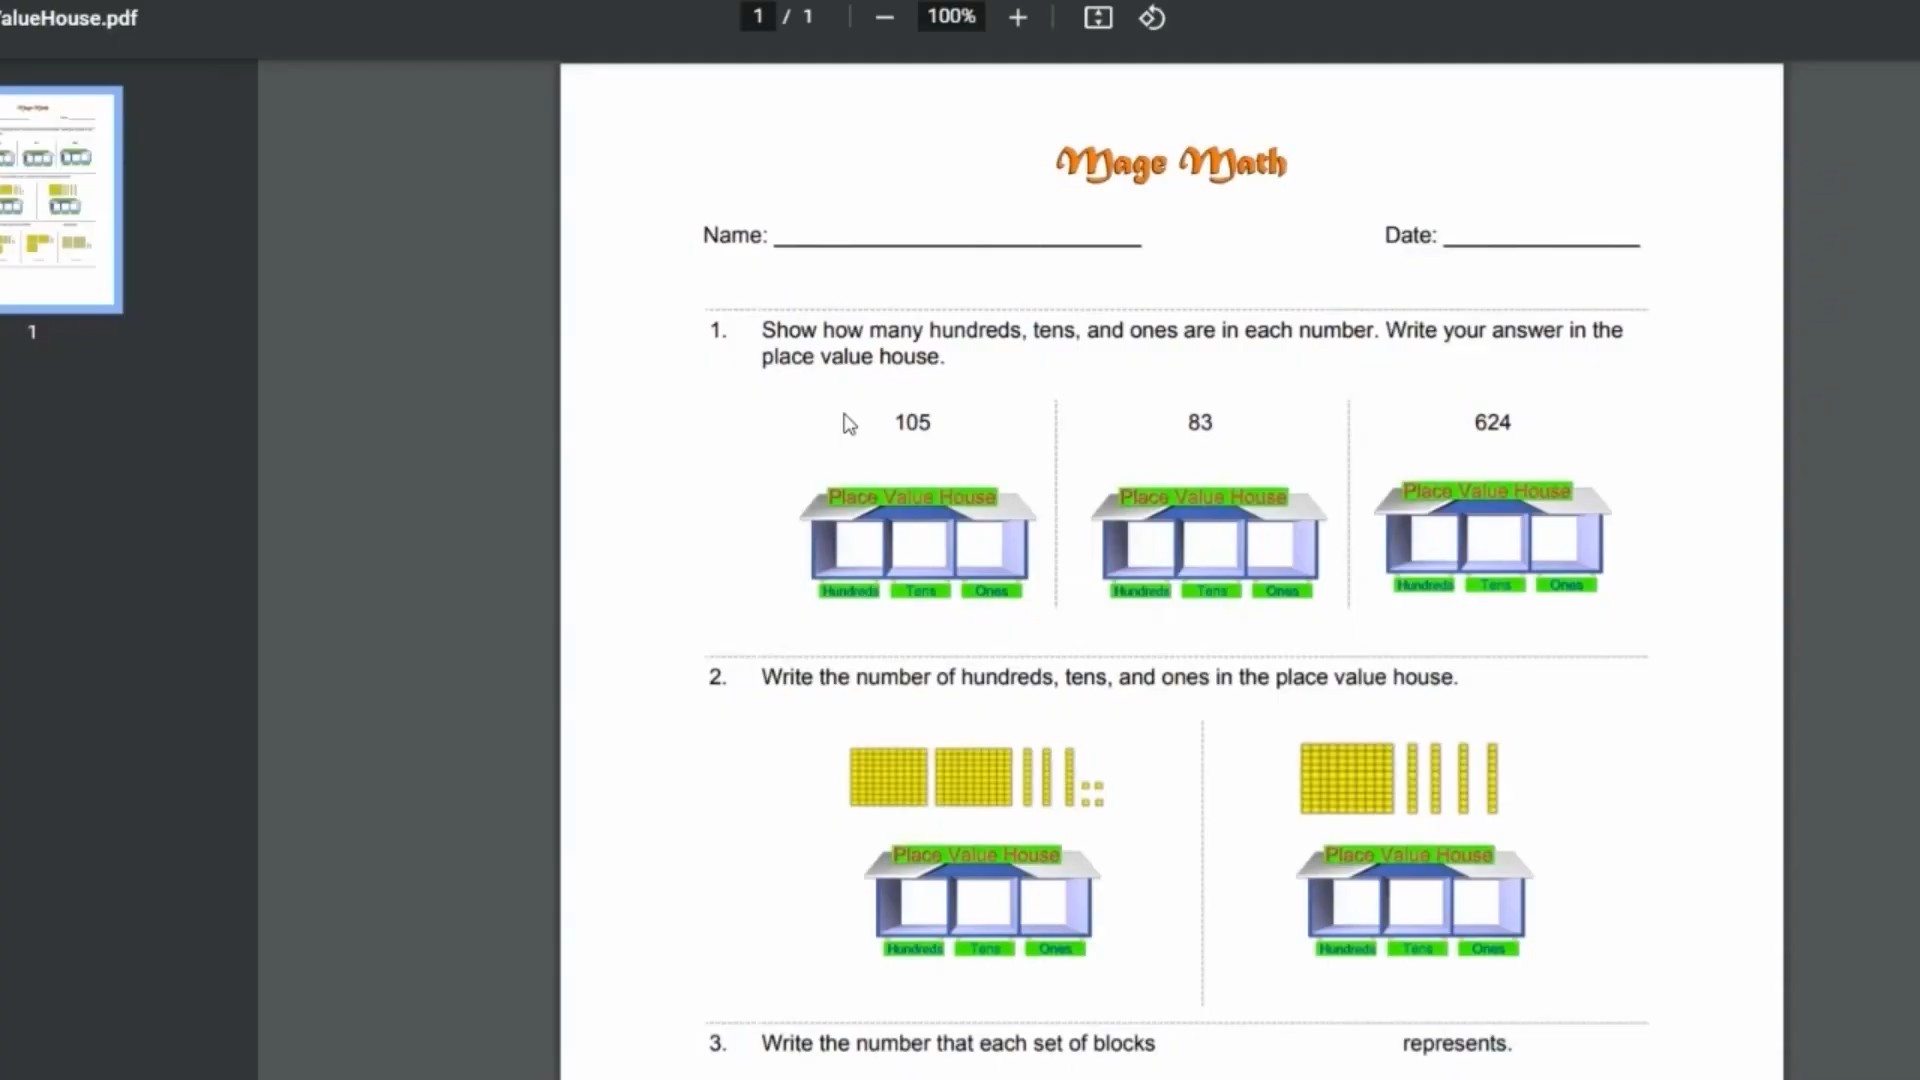 alueHouse.pdf
1 / 1
100%
1
Mage Math
Name:
Date:
1. Show how many hundreds, tens, and ones are in each number. Write your answer in the
place value house.
105
83
624
Place Value House
Hundreds Tens Ones
Place Value House
Hundreds Tens Ones
Place Value House
Hundreds Tens Ones
2. Write the number of hundreds, tens, and ones in the place value house.
Place Value House
Hundreds Tens Ones
Place Value House
Hundreds Tens Ones
3. Write the number that each set of blocks represents.